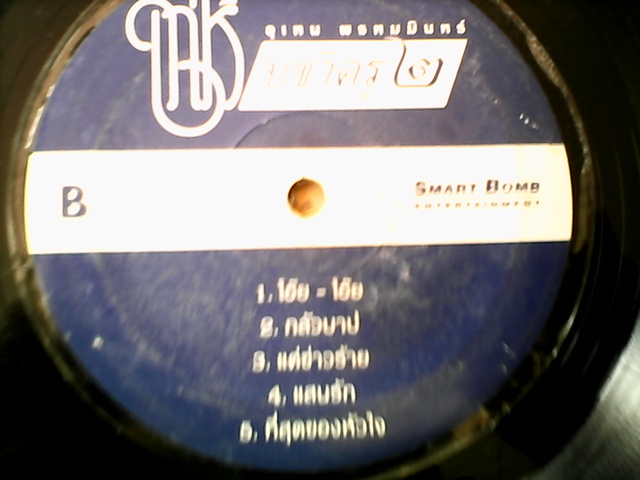 อุเทน พรหมมินทร์
๒
B
SMART BOMB
ENTERTAINMENT
1. โอ๊ย - โอ๊ย
2. กลัวบาป
3. แต่ข่าวร้าย
4. แสนรัก
5. ที่สุดของหัวใจ